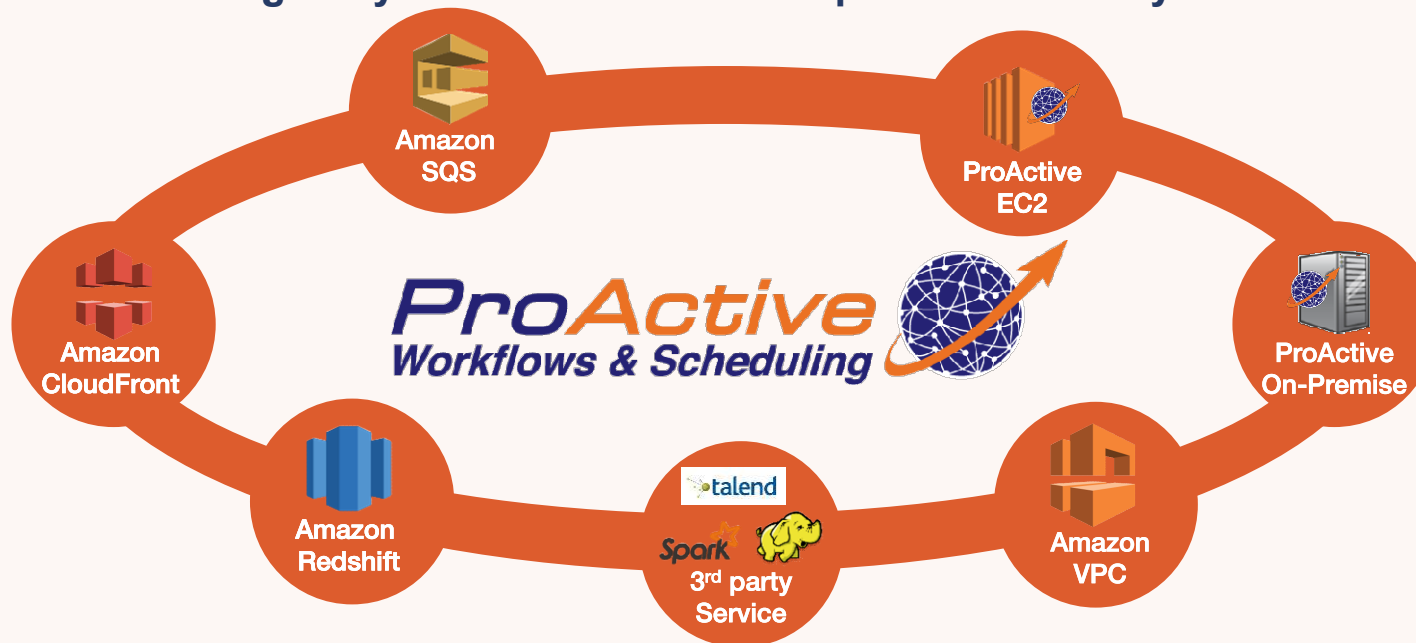 Amazon
SQS
ProActive
EC2
Amazon
CloudFront
ProActive
Workflows & Scheduling
ProActive
On-Premise
Amazon
Redshift
talend
Spark
3rd party
Service
Amazon
VPC